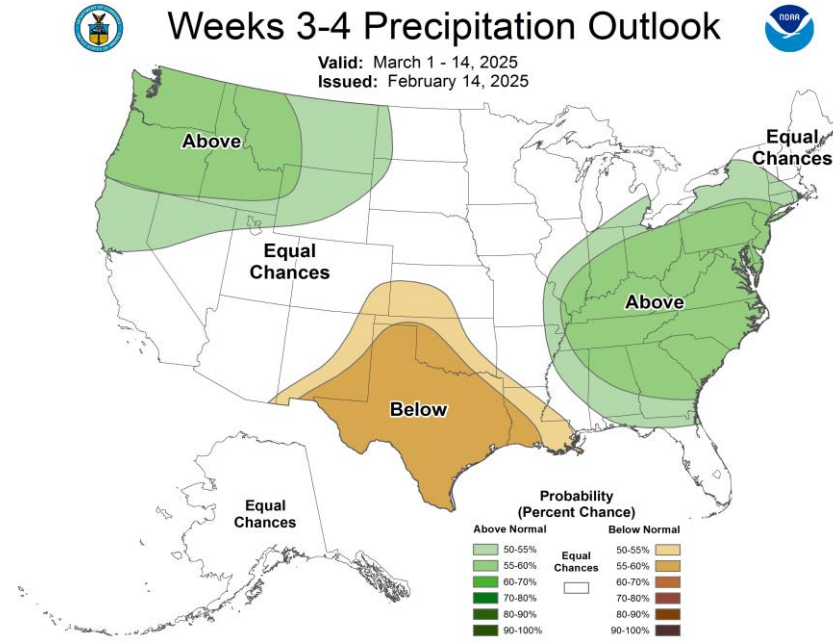 Weeks 3-4 Precipitation Outlook
NOAA
Valid: March 1 - 14, 2025
Issued: February 14, 2025
Above
Equal
Chances
Equal
Chances
Above
Below
Equal
Chances
Probability
(Percent Chance)
Above Normal
Below Normal
50-55%
50-55%
55-60%
Equal
Chances
55-60%
60-70%
60-70%
70-80%
70-80%
80-90%
80-90%
90-100%
90-100%